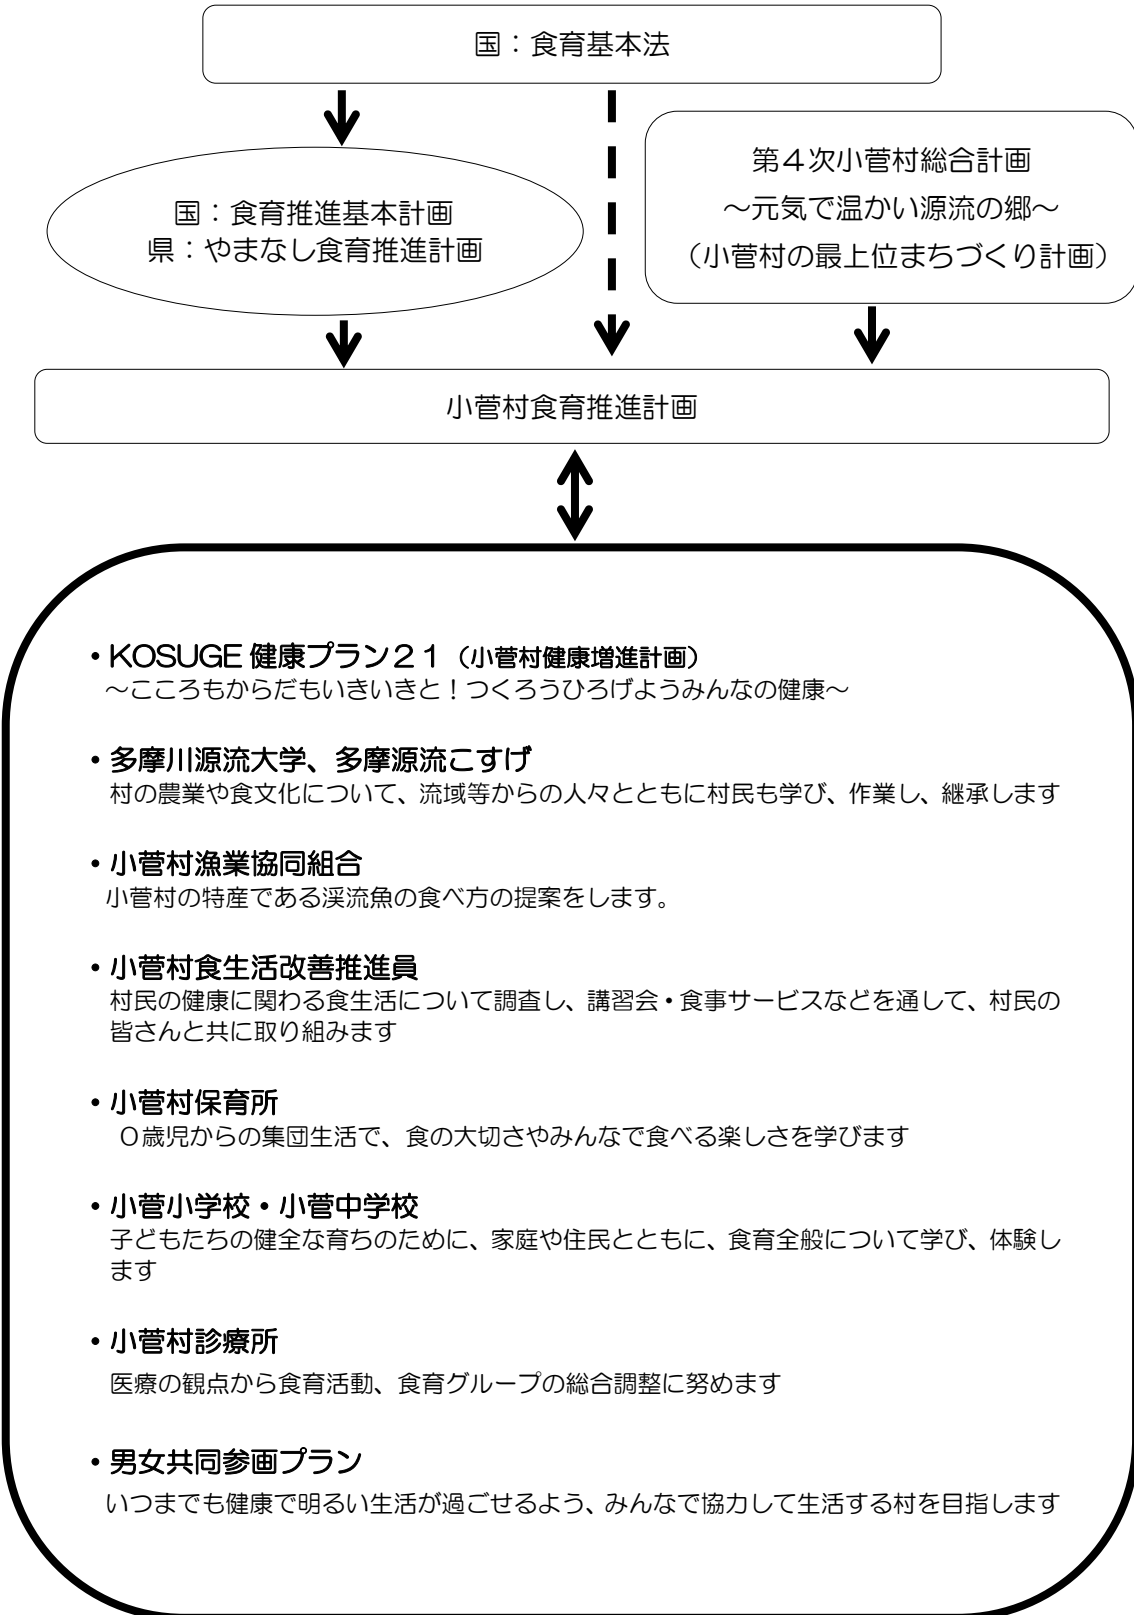 国：食育基本法
国：食育推進基本計画
県：やまなし食育推進計画
第４次小菅村総合計画
～元気で温かい源流の郷～
（小菅村の最上位まちづくり計画）
小菅村食育推進計画
・KOSUGE 健康プラン２１（小菅村健康増進計画）
～こころもからだもいきいきと！つくろうひろげようみんなの健康～
・多摩川源流大学、多摩源流こすげ
村の農業や食文化について、流域等からの人々とともに村民も学び、作業し、継承します
・小菅村漁業協同組合
小菅村の特産である渓流魚の食べ方の提案をします。
・小菅村食生活改善推進員
村民の健康に関わる食生活について調査し、講習会・食事サービスなどを通して、村民の
皆さんと共に取り組みます
・小菅村保育所
０歳児からの集団生活で、食の大切さやみんなで食べる楽しさを学びます
・小菅小学校・小菅中学校
子どもたちの健全な育ちのために、家庭や住民とともに、食育全般について学び、体験し
ます
・小菅村診療所
医療の観点から食育活動、食育グループの総合調整に努めます
・男女共同参画プラン
いつまでも健康で明るい生活が過ごせるよう、みんなで協力して生活する村を目指します